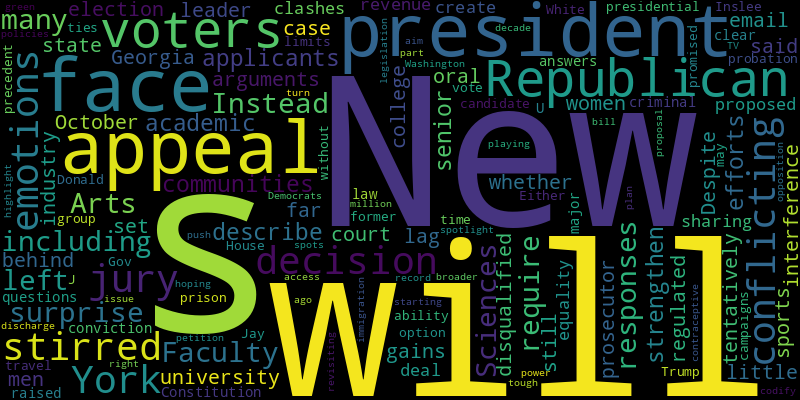 green many election leader revenue create clashes White presidential Inslee
policies ties voters case president email
state Georgia limits applicants legislation aim TV decade promised clear said
precedent face arguments college part Washington answers probation
emotions Instead oral vote Republican
October academic senior candidate U women criminal proposed
industry appeal without New playing bill proposal Despite efforts conflicting opposition
highlight Donald communities law whether Either plan may interference
Arts Democrats million major sharing
group set far former time spotlight
including push House describe court lag
behind Gov spots S decision Sciences require responses strengthen
left J hoping access record broader disqualified still equality prosecutor regulated contraceptive tentatively campaigns sports
questions issue prison ago starting immigration
surprise jury will ability
discharge conviction petition Jay revisiting option
stirred Faculty gains power little
travel right turn deal tough Trump
men York university
raised Constitution codify